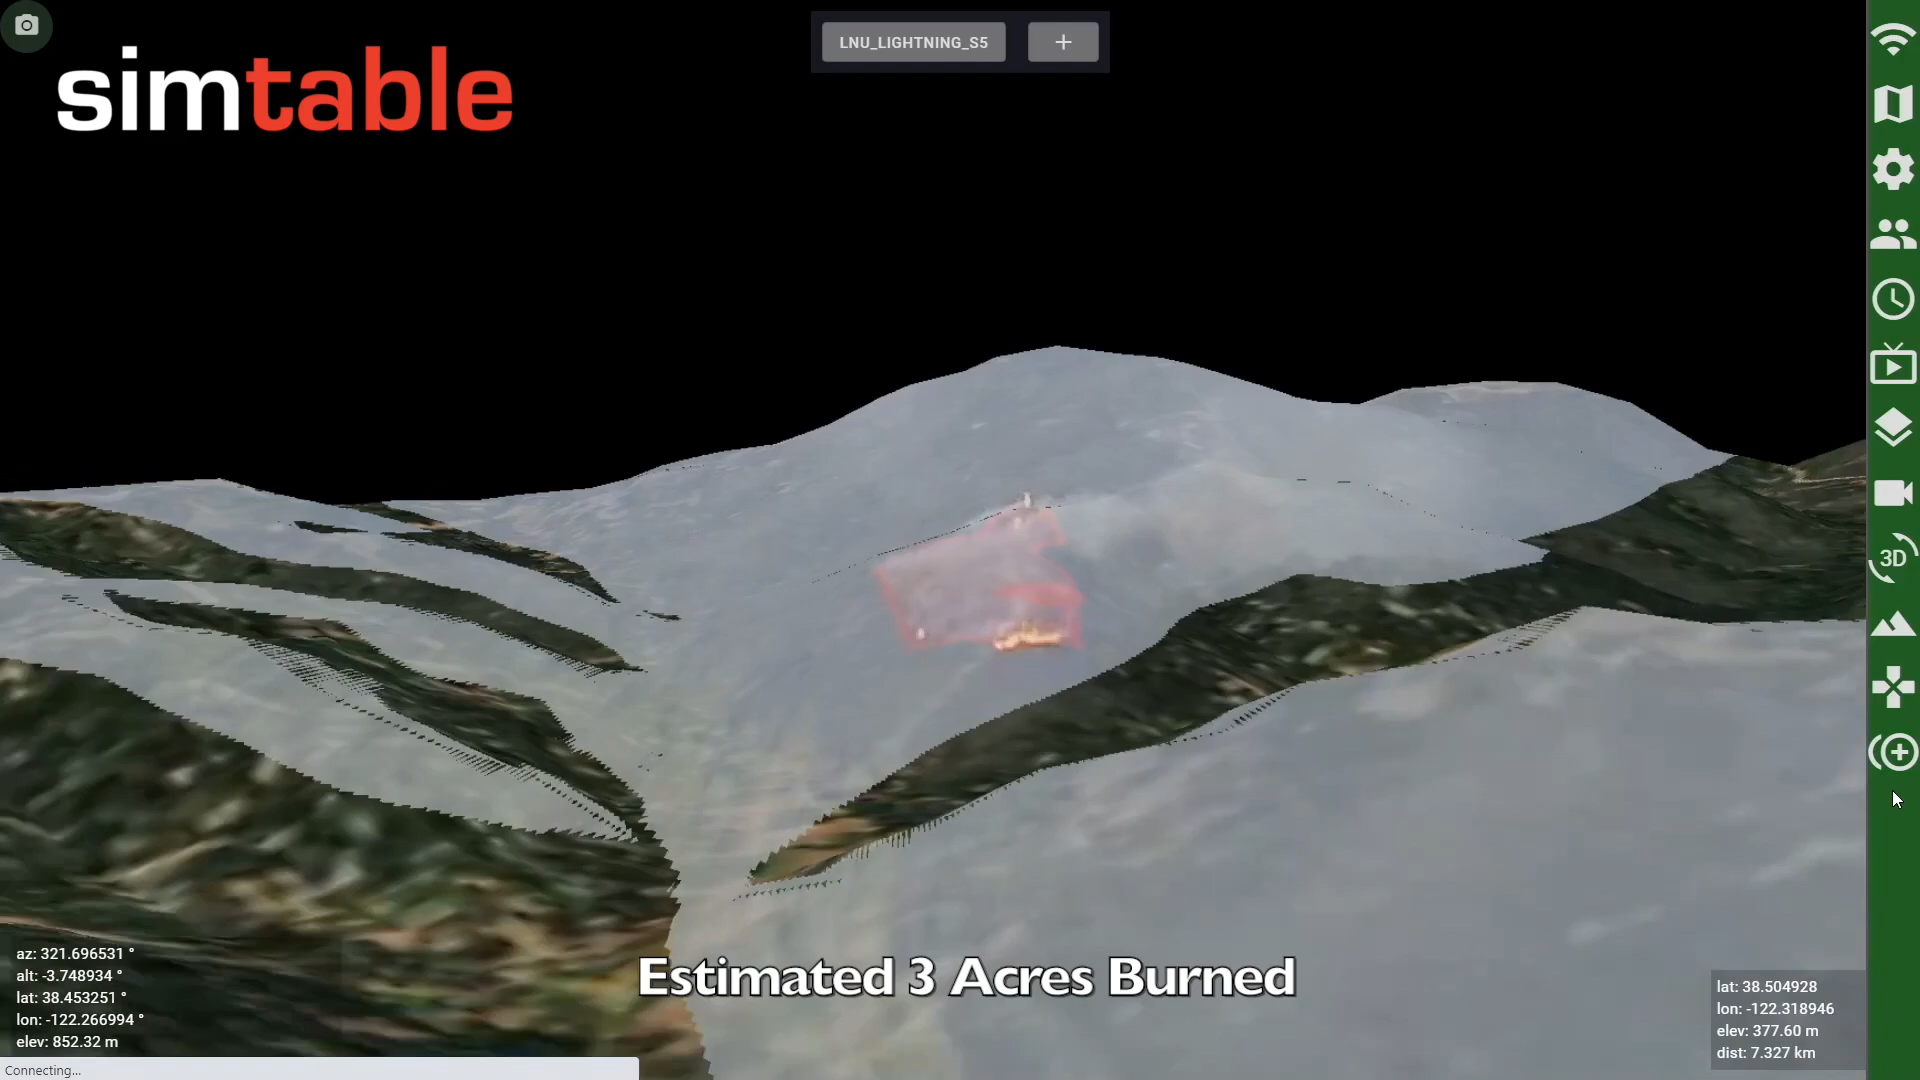 simtable
LNU_LIGHTNING_S5
+
3D
Estimated 3 Acres Burned
az: 321.696531 °
alt: -3.748934 °
lat: 38.453251 °
lon: -122.266994 °
elev: 852.32 m
lat: 38.504928
lon: -122.318946
elev: 377.60 m
dist: 7.327 km
Connecting...